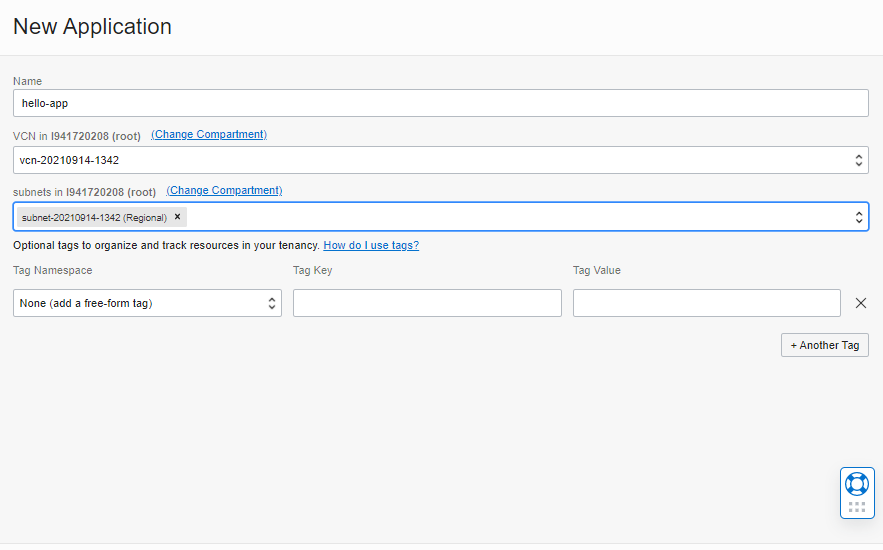 New Application
Name
hello-app
VCN in I941720208 (root) (Change Compartment)
vcn-20210914-1342
subnets in I941720208 (root) (Change Compartment)
subnet-20210914-1342 (Regional) ×
Optional tags to organize and track resources in your tenancy. How do I use tags?
Tag Namespace Tag Key Tag Value
None (add a free-form tag)
+ Another Tag